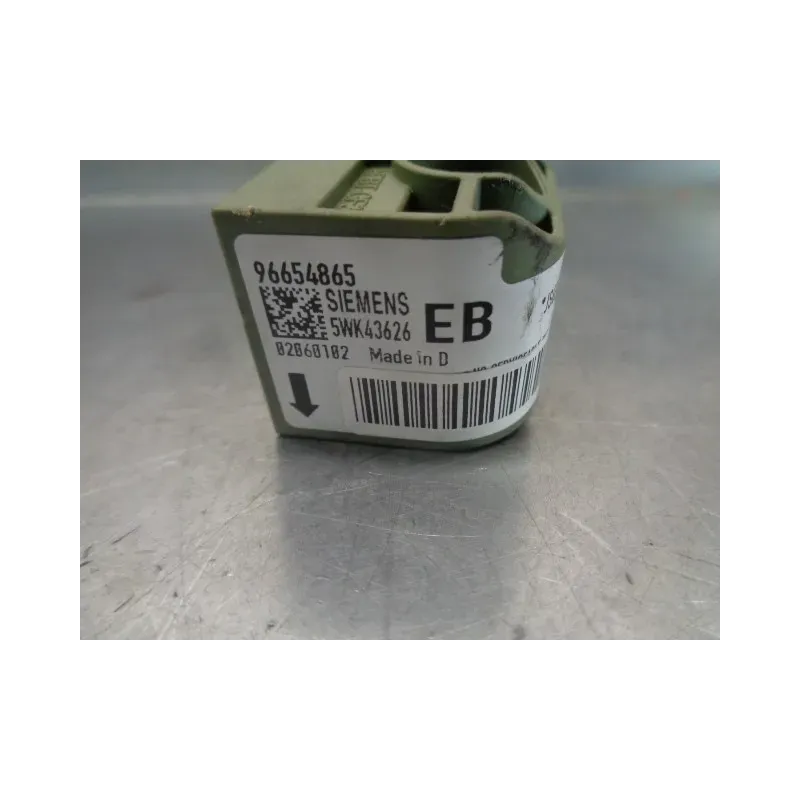 96654865
SIEMENS
5WK43626
EB
02060102 Made in D